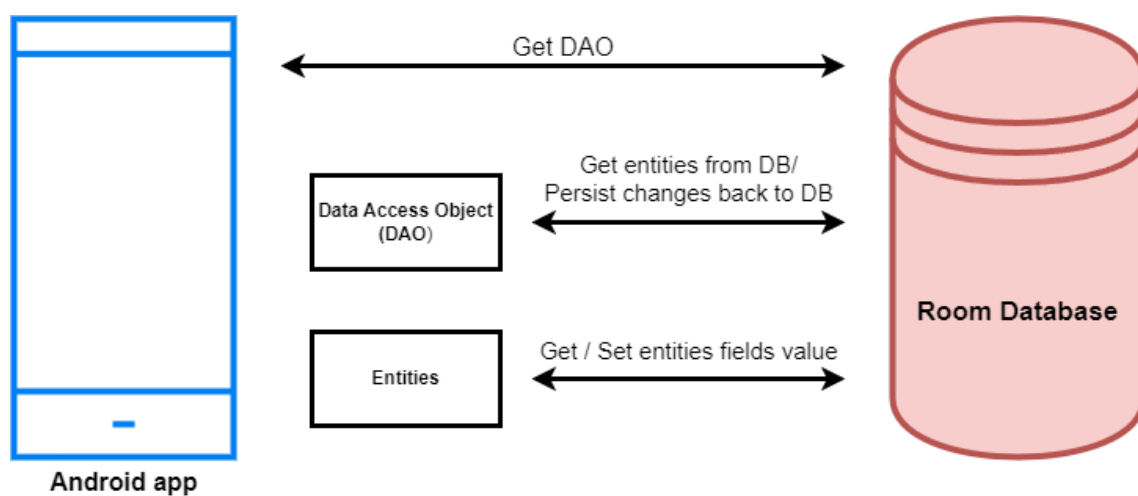 Get DAO
Get entities from DB/
Persist changes back to DB
Data Access Object
(DAO)
Room Database
Get / Set entities fields value
Entities
Android app